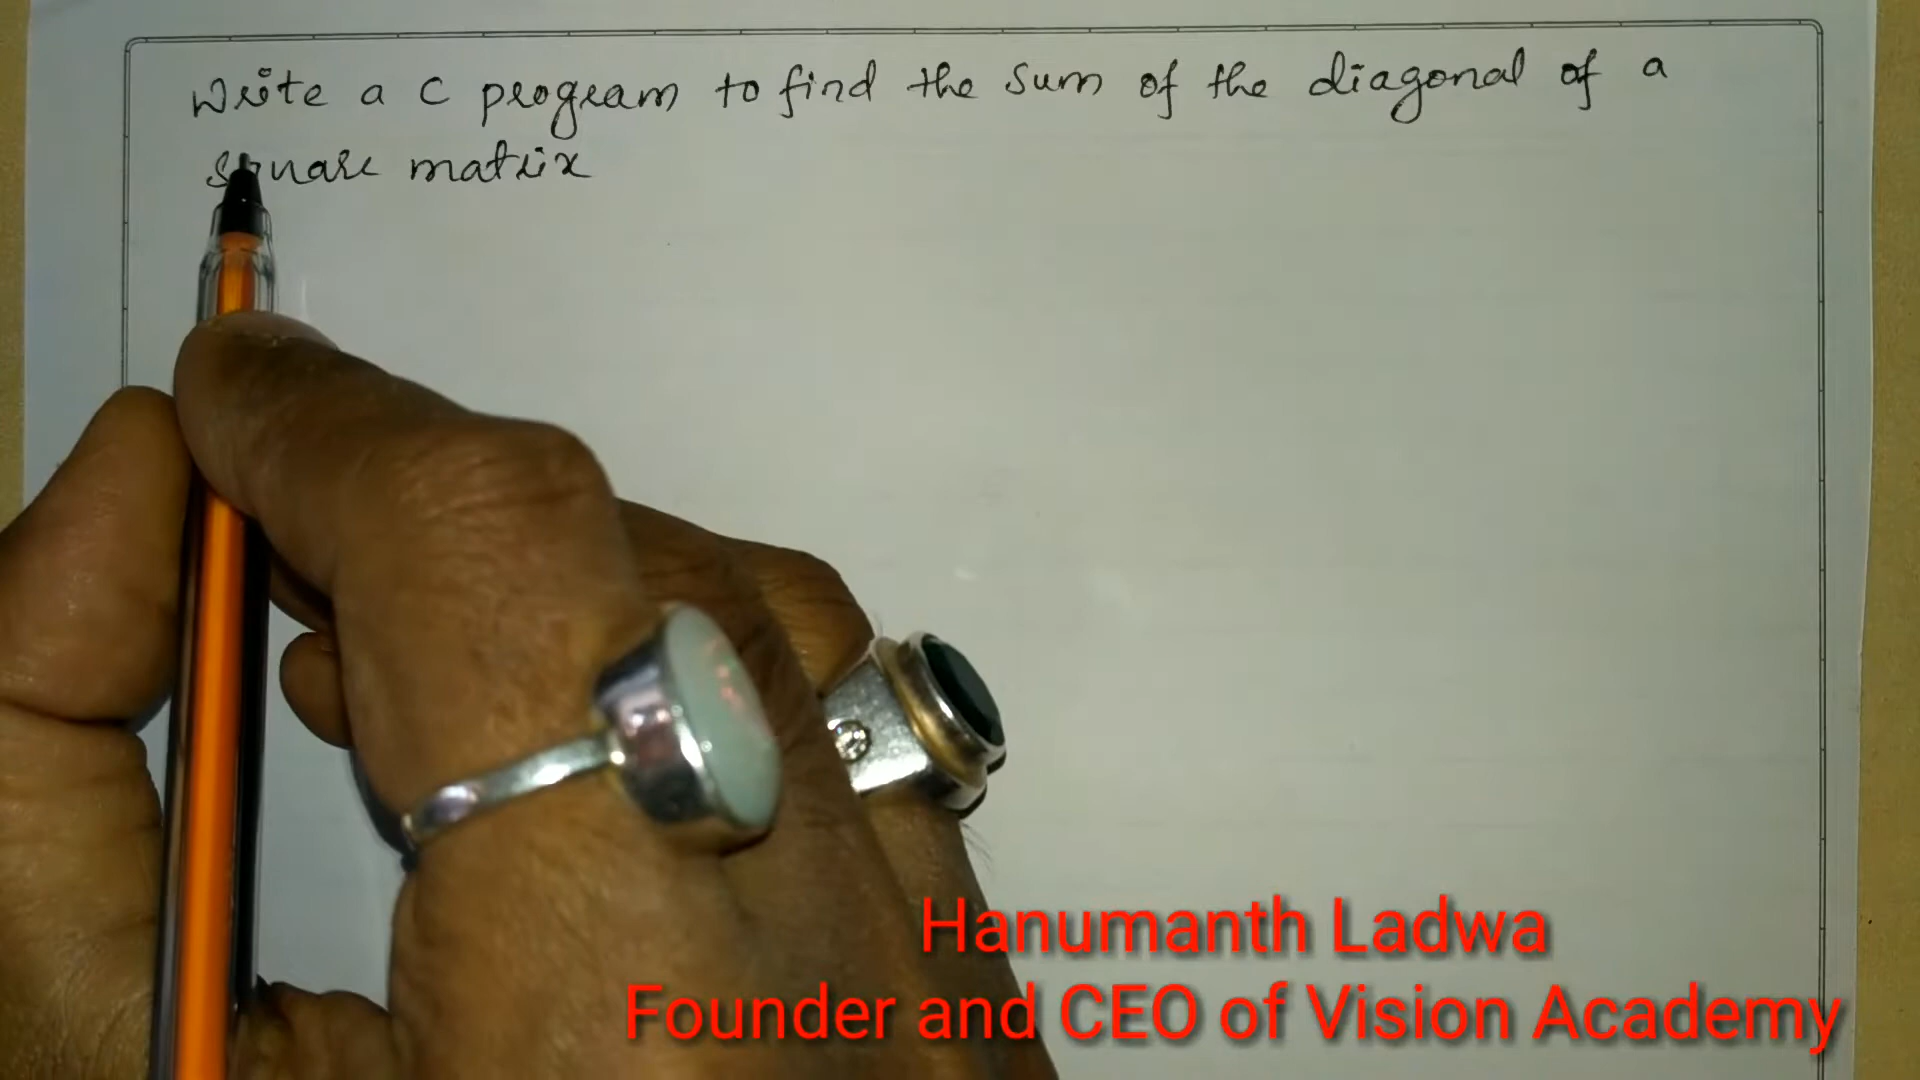 Write a C program to find the sum of the diagonal of a
square matrix
Hanumanth Ladwa
Founder and CEO of Vision Academy